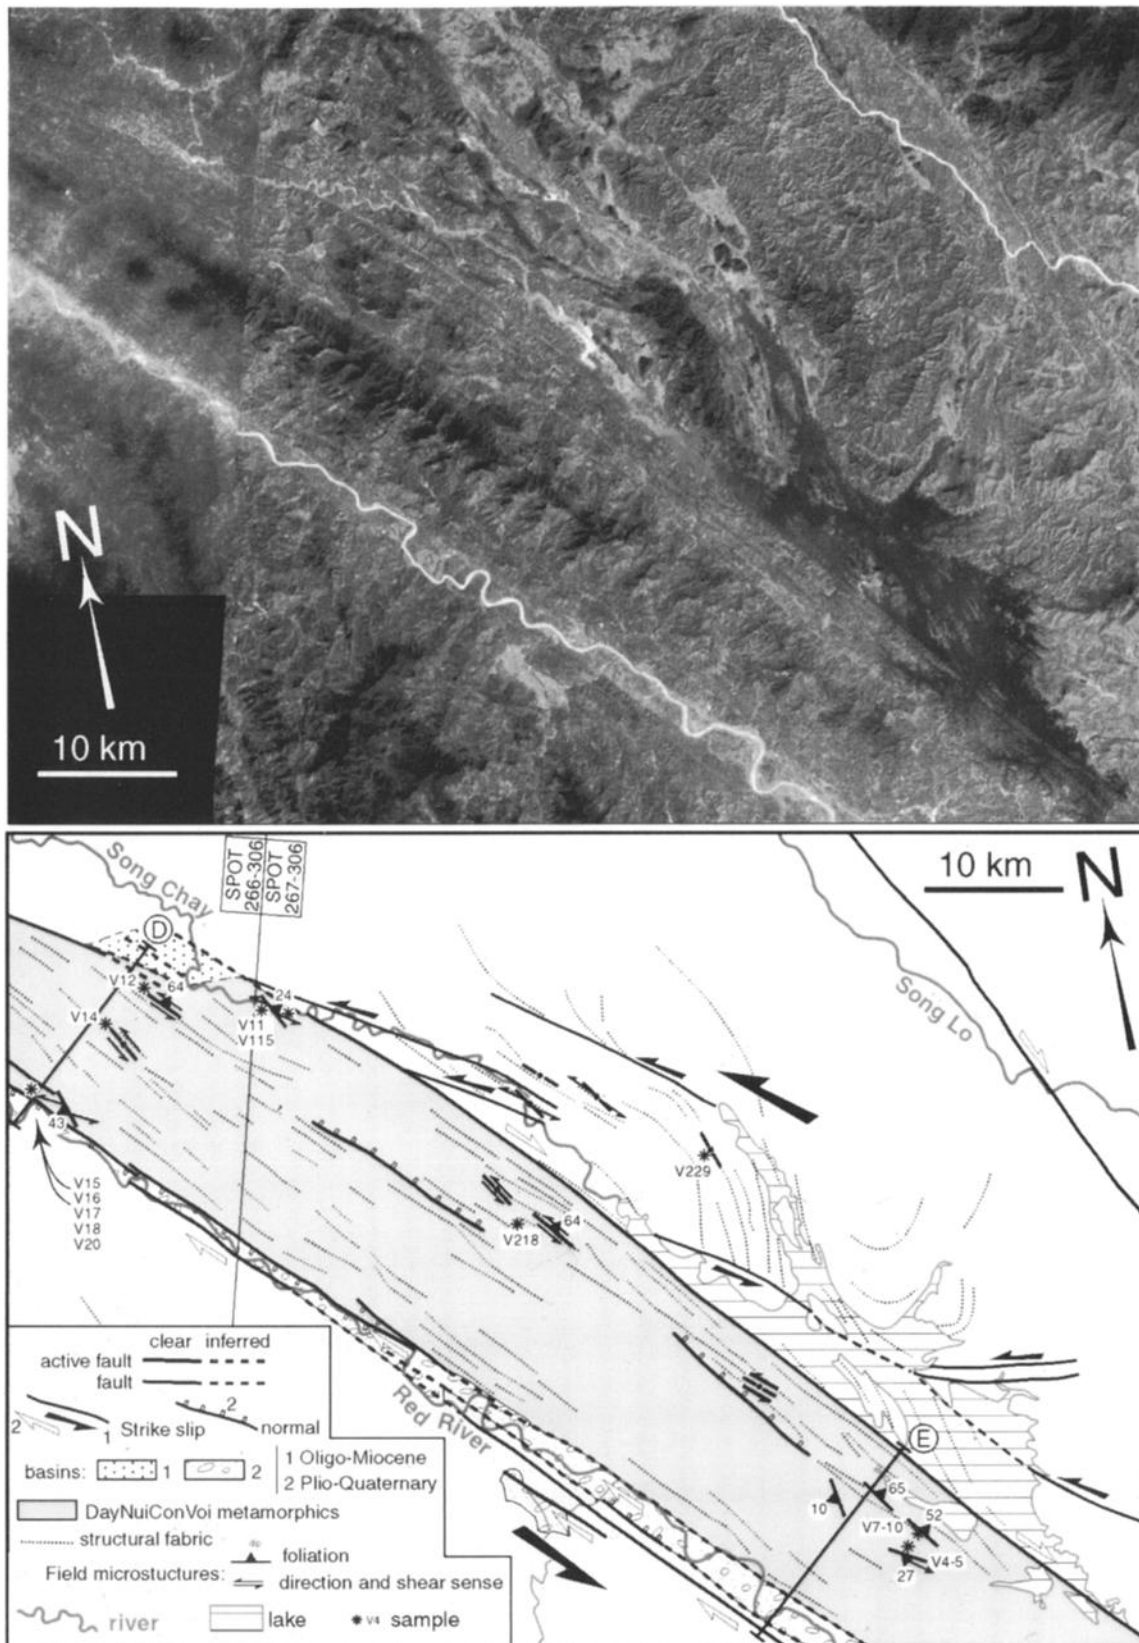 N
10 km
Song Chay
SPOT
266-306
SPOT
267-306
10 km
N
D
V12
64
V14
24
V11
V115
Song Lo
43
V15
V16
V17
V18
V20
V229
V218
64
Red River
E
10
65
V7-10
52
V4-5
27
clear inferred
active fault
fault
2
1 Strike slip
2
normal
basins: 1 2
1 Oligo-Miocene
2 Plio-Quaternary
DayNuiConVoi metamorphics
structural fabric
foliation
Field microstuctures:
direction and shear sense
river
lake
V4 sample